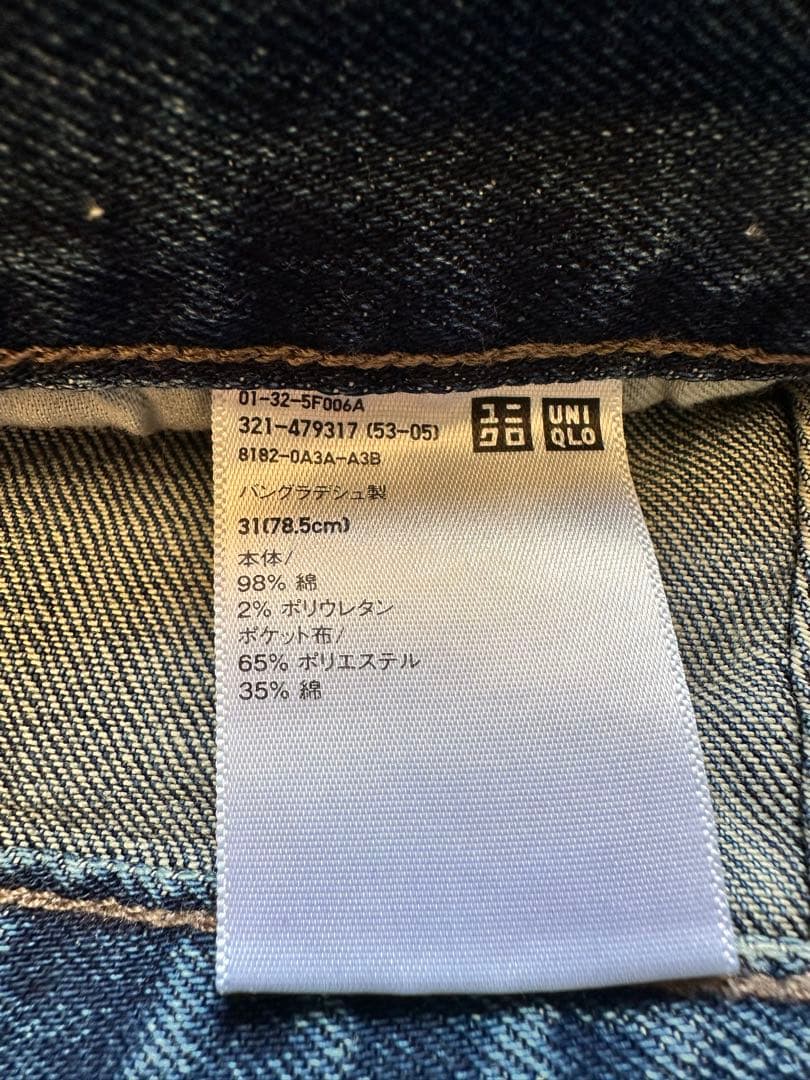 01-32-5F006A
321-479317 (53-05)
8182-0A3A-A3B
バングラデシュ製
31(78.5cm)
本体/
98% 綿
2% ポリウレタン
ポケット布/
65% ポリエステル
35% 綿
ユニ
クロ
UNI
QLO